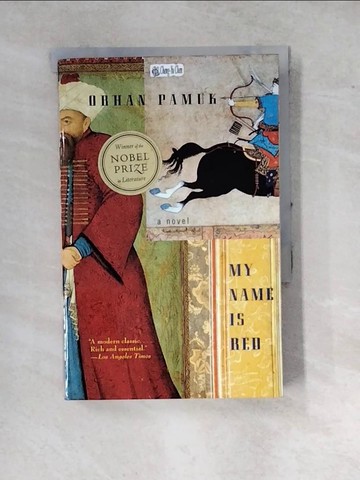 ORHAN PAMUK
Winner of the
NOBEL
PRIZE
in Literature
a novel
MY
NAME
IS
RED
"A modern classic.
Rich and essential."
—Los Angeles Times